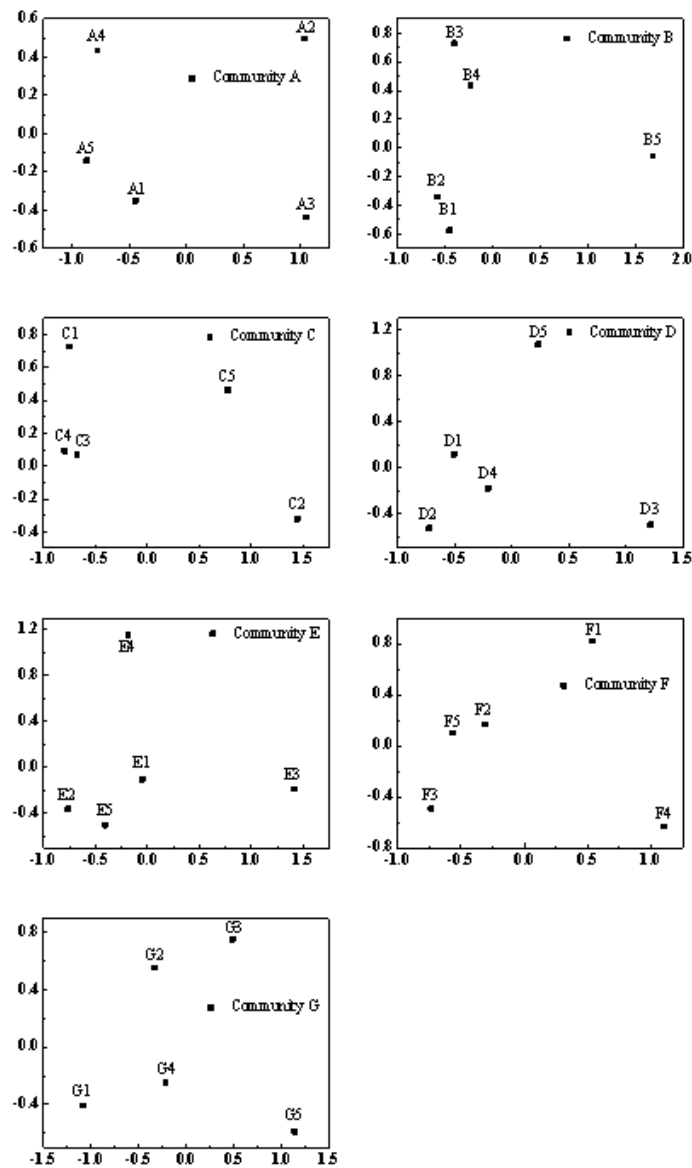 0.6
0.4
0.2
0.0
-0.2
-0.4
-0.6
A4
A2
Community A
A5
A1
A3
-1.0 -0.5 0.0 0.5 1.0
0.8
0.6
0.4
0.2
0.0
-0.2
-0.4
-0.6
B3
Community B
B4
B5
B2
B1
-1.0 -0.5 0.0 0.5 1.0 1.5 2.0
0.8
0.6
0.4
0.2
0.0
-0.2
-0.4
C1
Community C
C5
C4 C3
C2
-1.0 -0.5 0.0 0.5 1.0 1.5
1.2
0.8
0.4
0.0
-0.4
D5
Community D
D1
D4
D3
D2
-1.0 -0.5 0.0 0.5 1.0 1.5
1.2
0.8
0.4
0.0
-0.4
Community E
E4
E1
E3
E2
E5
-1.0 -0.5 0.0 0.5 1.0 1.5
0.8
0.4
0.0
-0.4
-0.8
F1
Community F
F2
F5
F3
F4
-1.0 -0.5 0.0 0.5 1.0
0.8
0.4
0.0
-0.4
G3
G2
Community G
G4
G1
G5
-1.5 -1.0 -0.5 0.0 0.5 1.0 1.5